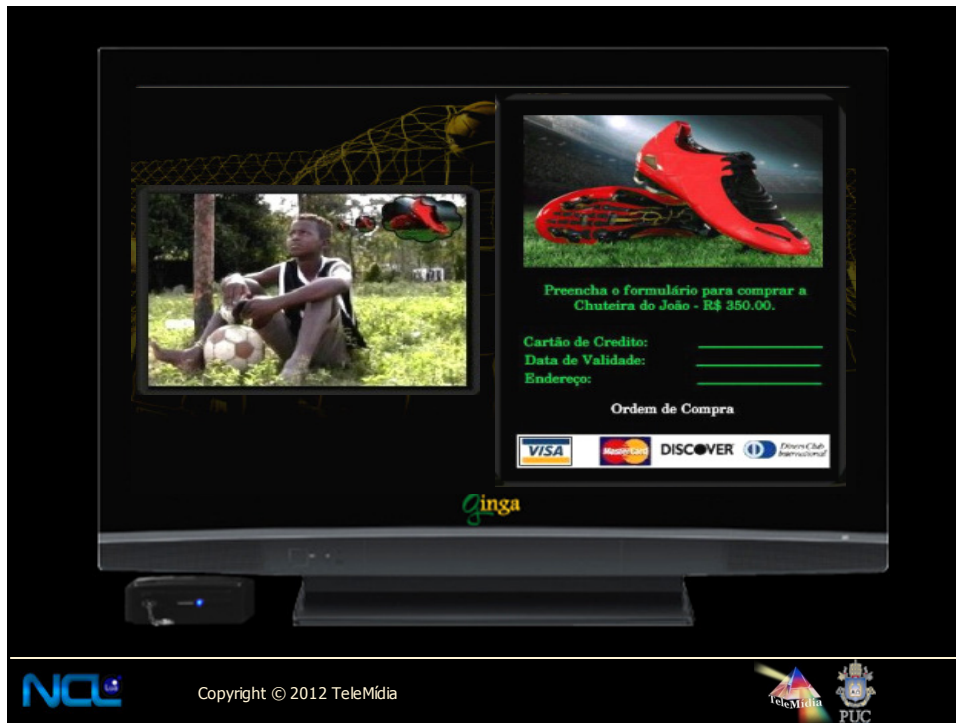 Preencha o formulário para comprar a
Chuteira do João - R$ 350.00.
Cartão de Credito:
Data de Validade:
Endereço:
Ordem de Compra
VISA MasterCard DISCOVER Diners Club
International
Ginga
NCL Lua
Copyright © 2012 TeleMídia
TeleMídia
PUC